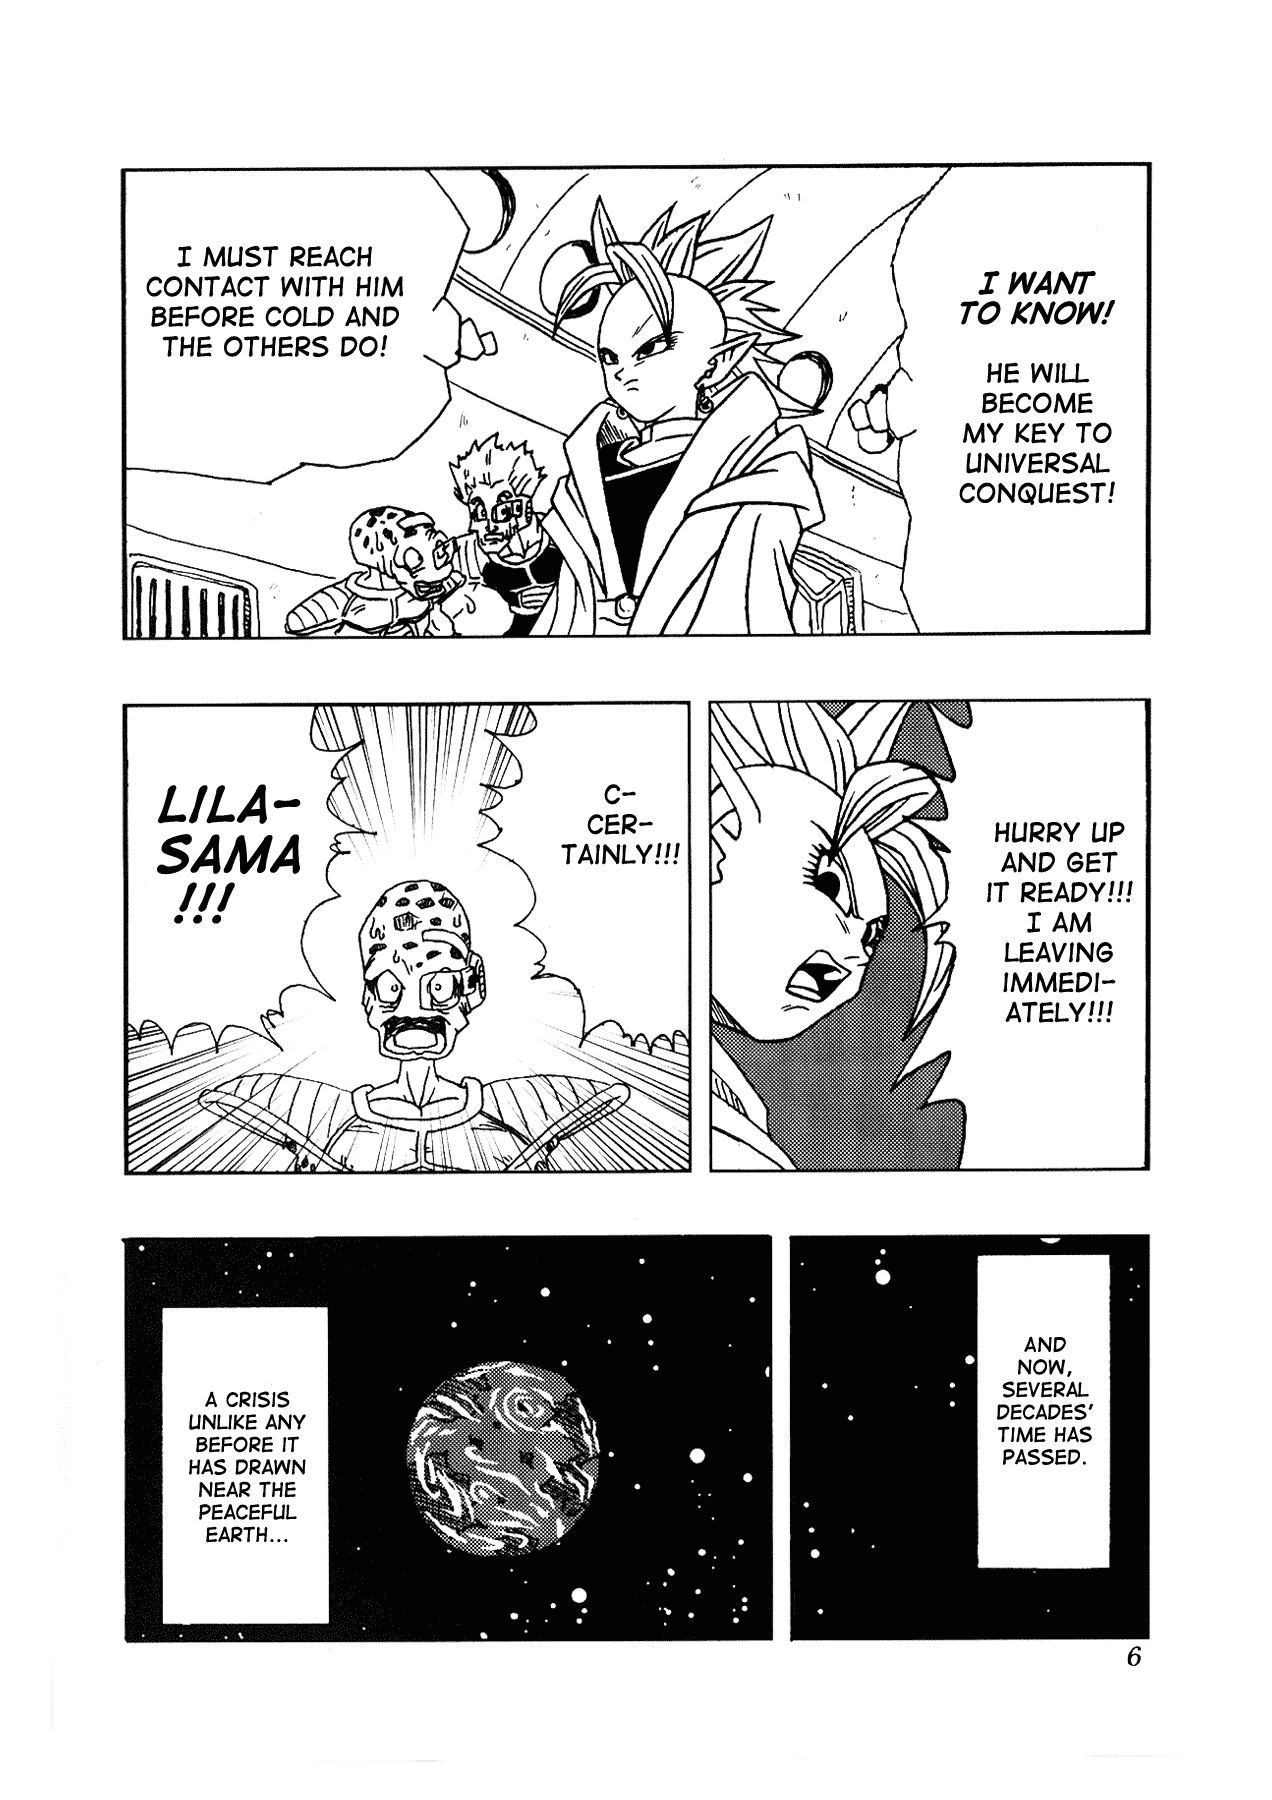 I WANT
TO KNOW!
HE WILL
BECOME
MY KEY TO
UNIVERSAL
CONQUEST!
I MUST REACH
CONTACT WITH HIM
BEFORE COLD AND
THE OTHERS DO!
HURRY UP
AND GET
IT READY!!!
I AM
LEAVING
IMMEDI-
ATELY!!!
C-
CER-
TAINLY!!!
LILA-
SAMA
!!!
AND
NOW,
SEVERAL
DECADES'
TIME HAS
PASSED.
A CRISIS
UNLIKE ANY
BEFORE IT
HAS DRAWN
NEAR THE
PEACEFUL
EARTH...
6